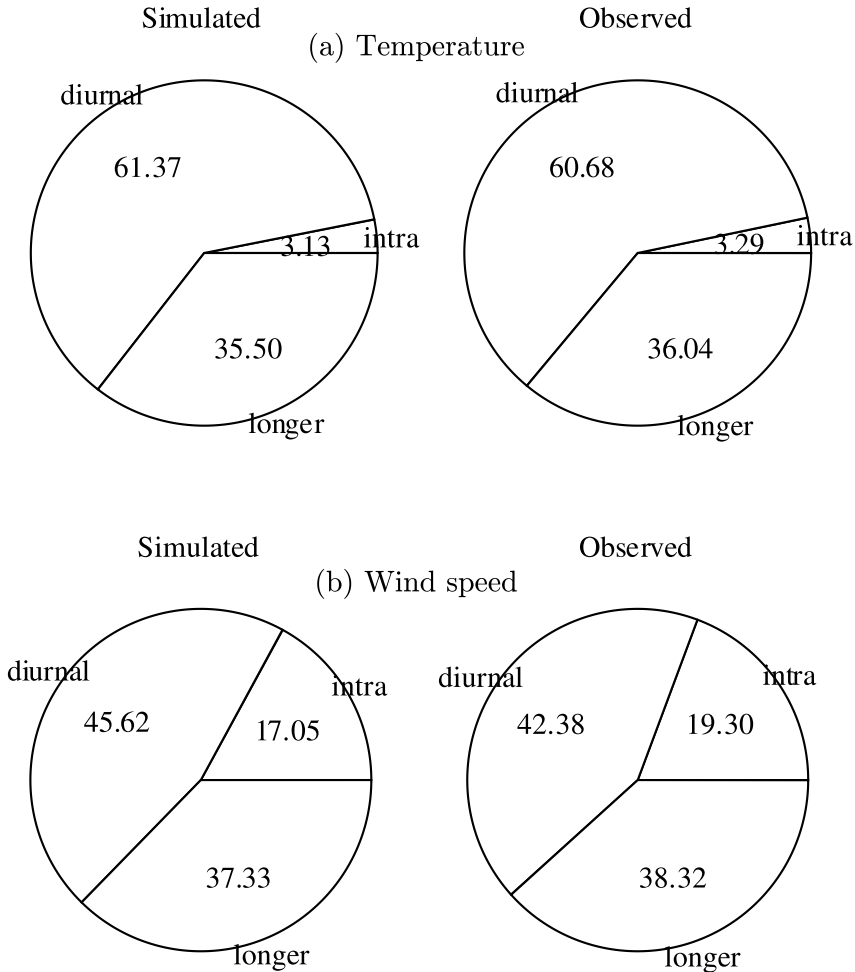 Simulated Observed
(a) Temperature
diurnal diurnal
61.37 60.68
3.13 intra 3.29 intra
35.50 36.04
longer longer
Simulated Observed
(b) Wind speed
diurnal intra diurnal intra
45.62 17.05 42.38 19.30
37.33 38.32
longer longer